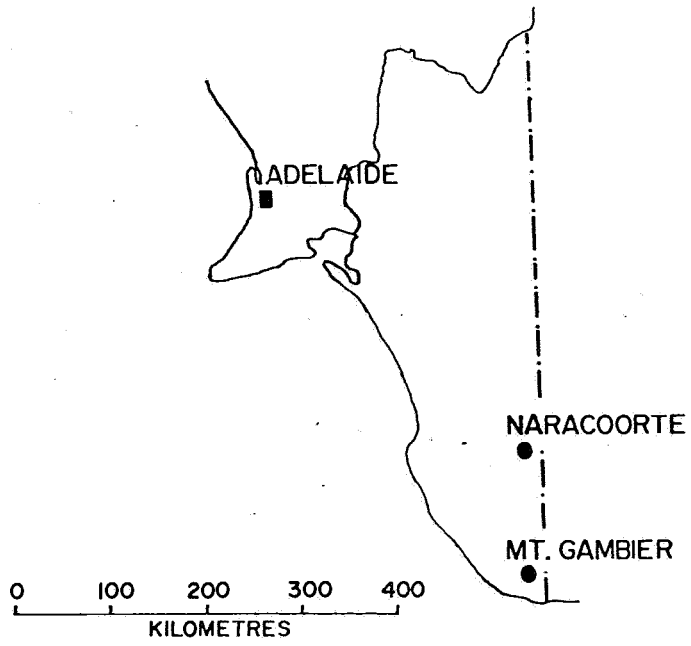 ADELAIDE
NARACOORTE
MT. GAMBIER
0 100 200 300 400
KILOMETRES